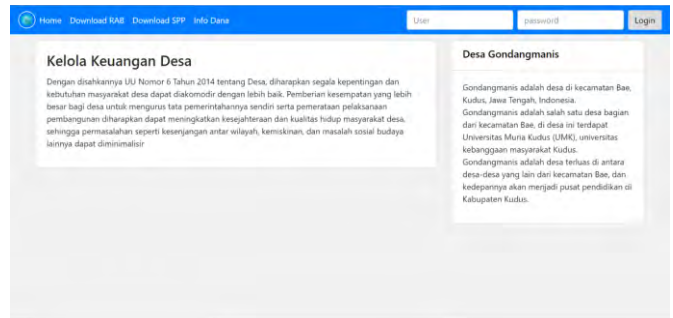 Home Download RAB Download SPP Info Dana User password Login
Kelola Keuangan Desa
Dengan disahkannya UU Nomor 6 Tahun 2014 tentang Desa, diharapkan segala kepentingan dan
kebutuhan masyarakat desa dapat diakomodir dengan lebih baik. Pemberian kesempatan yang lebih
besar bagi desa untuk mengurus tata pemerintahannya sendiri serta pemerataan pelaksanaan
pembangunan diharapkan dapat meningkatkan kesejahteraan dan kualitas hidup masyarakat desa,
sehingga permasalahan seperti kesenjangan antar wilayah, kemiskinan, dan masalah sosial budaya
lainnya dapat diminimalisir
Desa Gondangmanis
Gondangmanis adalah desa di kecamatan Bae,
Kudus, Jawa Tengah, Indonesia.
Gondangmanis adalah salah satu desa bagian
dari kecamatan Bae, di desa ini terdapat
Universitas Muria Kudus (UMK), universitas
kebanggaan masyarakat Kudus.
Gondangmanis adalah desa terluas di antara
desa-desa yang lain dari kecamatan Bae, dan
kedepannya akan menjadi pusat pendidikan di
Kabupaten Kudus.